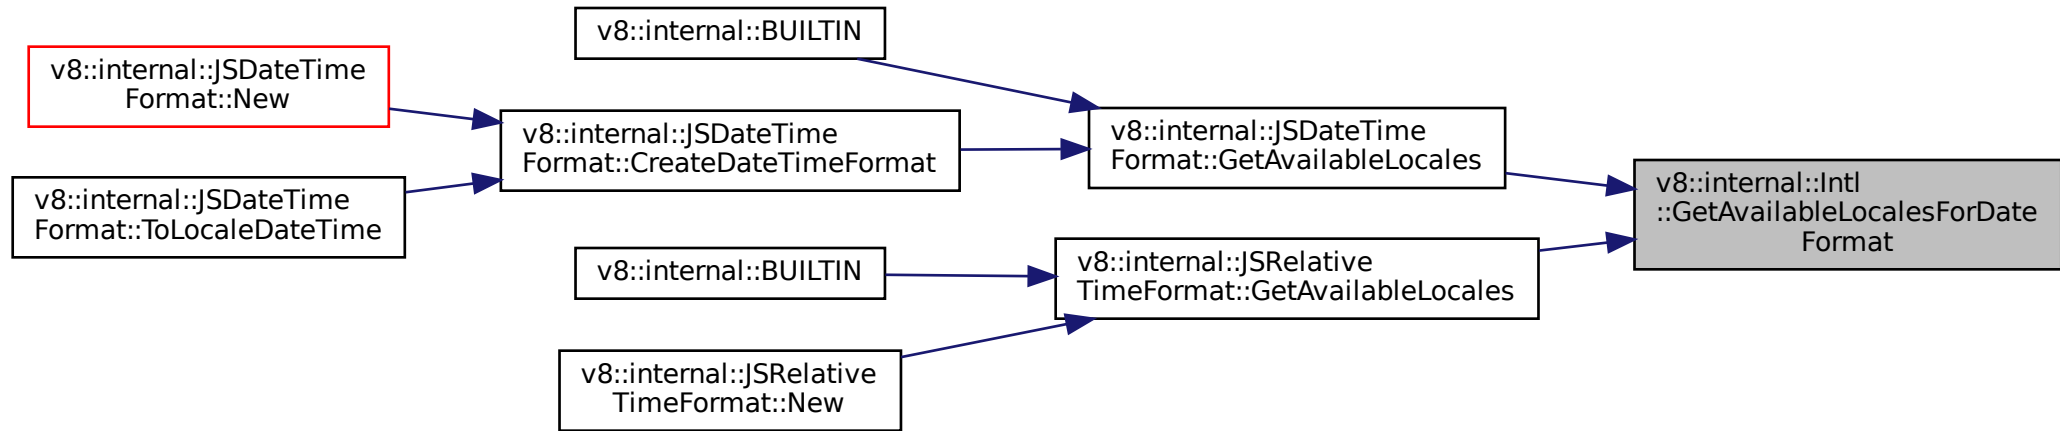 v8::internal::BUILTIN
v8::internal::JSDateTime
Format::New
v8::internal::JSDateTime
Format::CreateDateTimeFormat
v8::internal::JSDateTime
Format::GetAvailableLocales
v8::internal::Intl
::GetAvailableLocalesForDate
Format
v8::internal::JSDateTime
Format::ToLocaleDateTime
v8::internal::BUILTIN
v8::internal::JSRelative
TimeFormat::GetAvailableLocales
v8::internal::JSRelative
TimeFormat::New